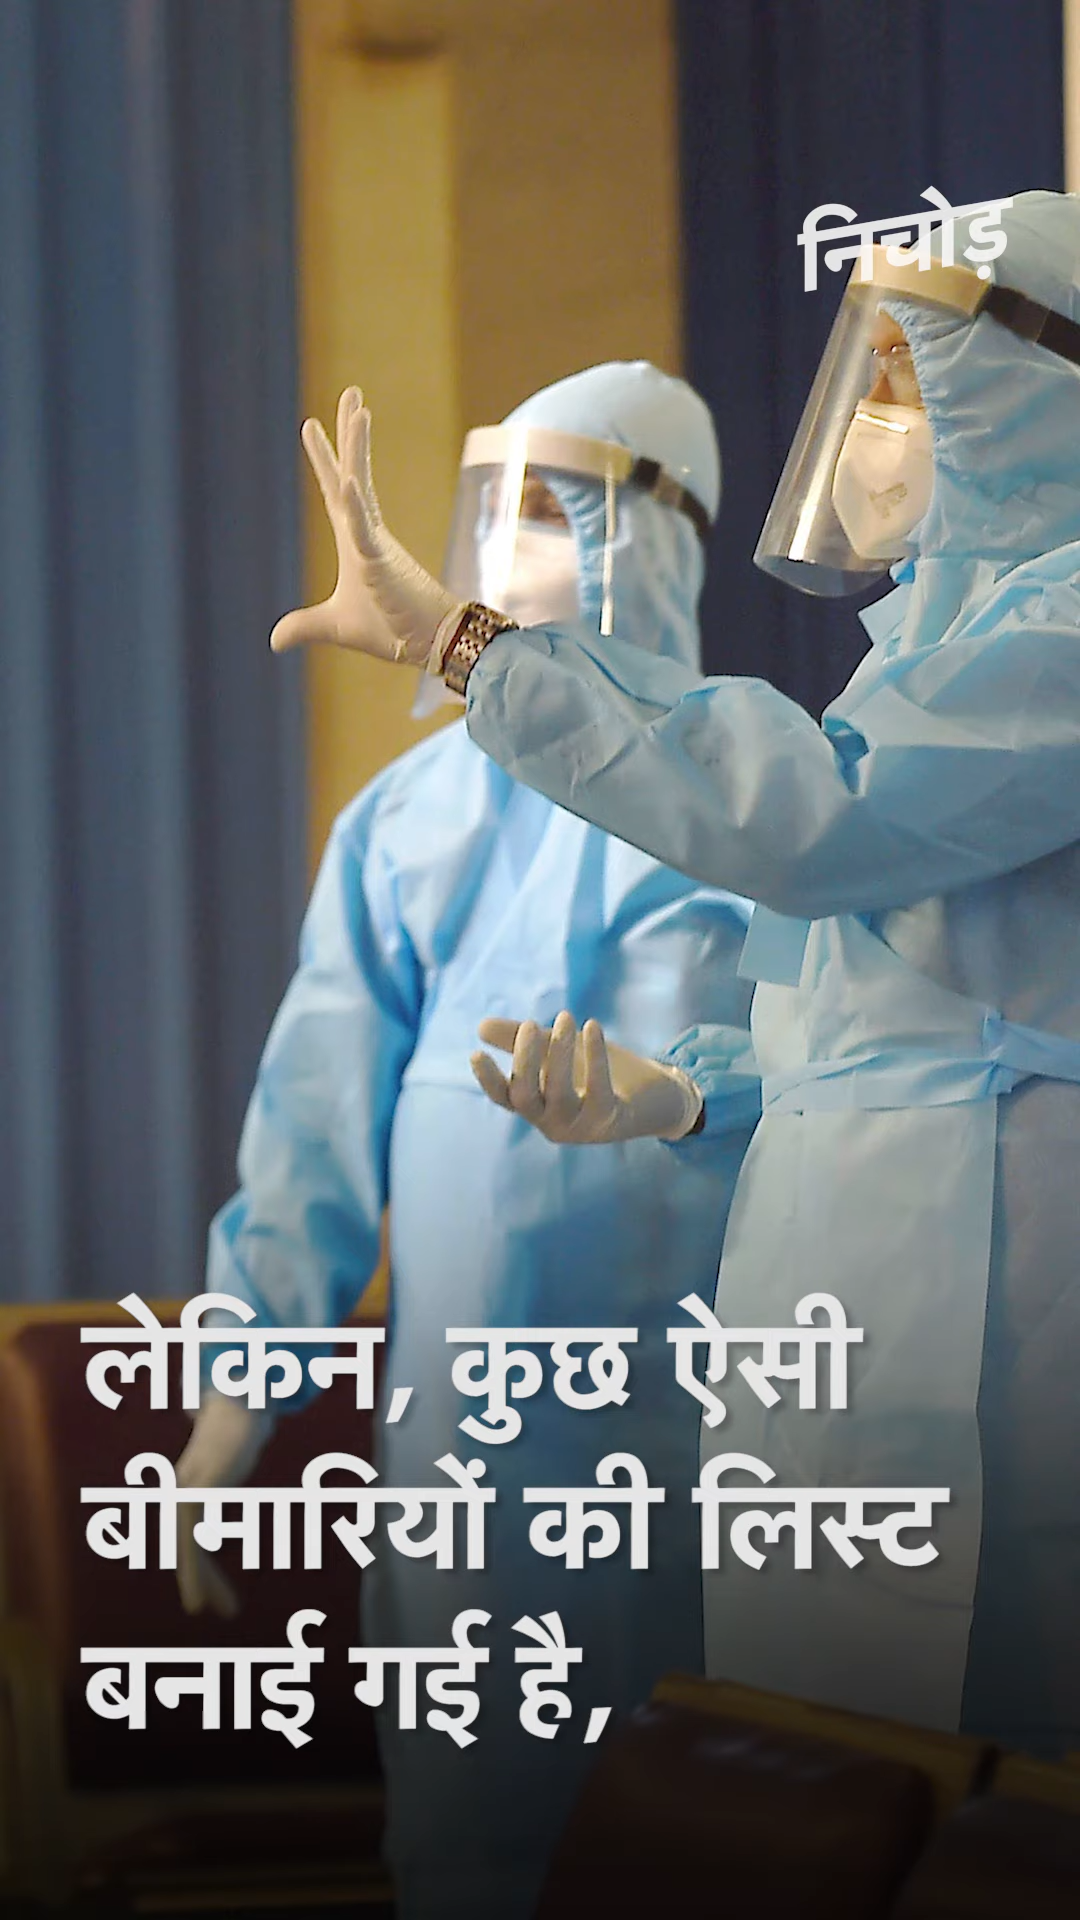 निचोड़
लेकिन, कुछ ऐसी
बीमारियों की लिस्ट
बनाई गई है,